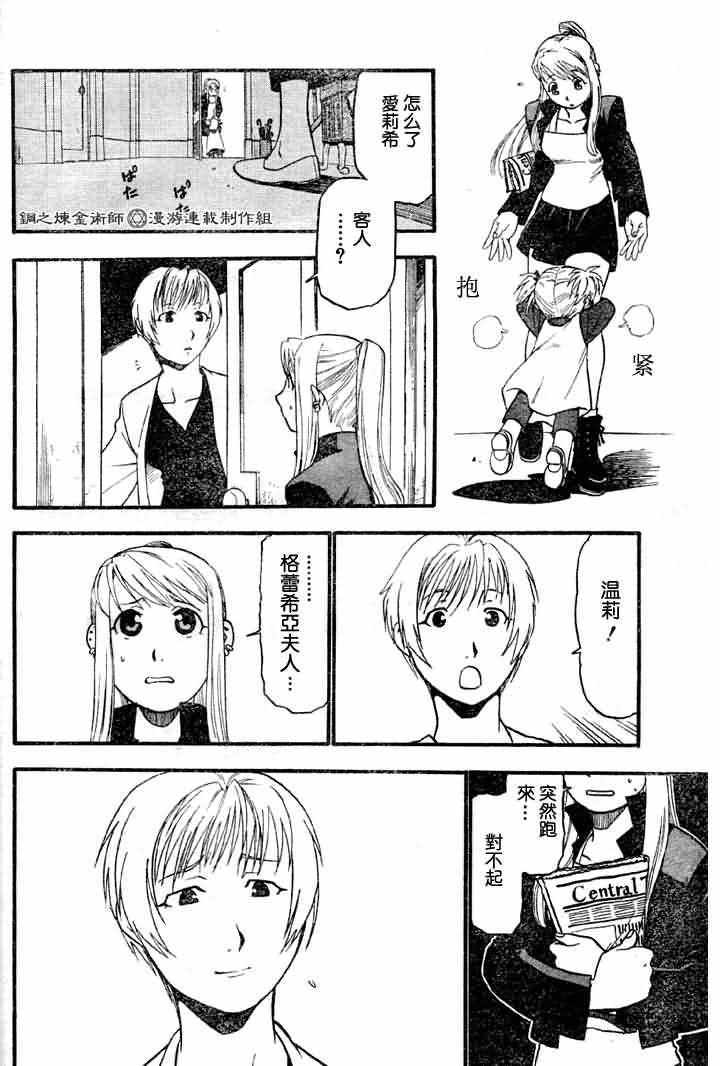 抱
紧
怎么了
愛莉希
客人
……?
ぱた
ぱた
鋼之煉金術師 漫游連載制作組
温莉!
………
格蕾希亞夫人…
突然跑
來…
對不起
Central T